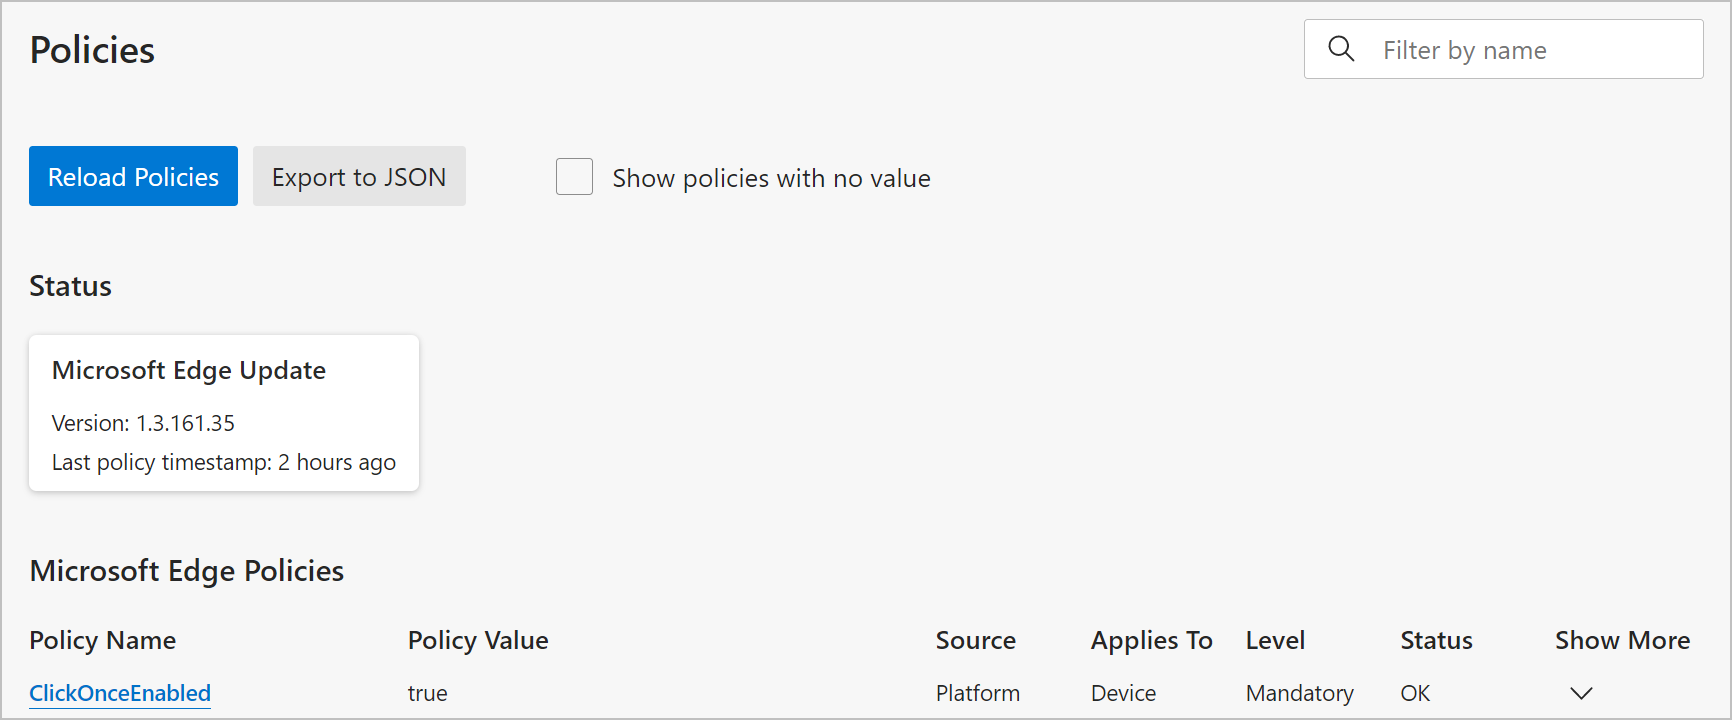 Policies
Filter by name
Reload Policies Export to JSON Show policies with no value
Status
Microsoft Edge Update
Version: 1.3.161.35
Last policy timestamp: 2 hours ago
Microsoft Edge Policies
Policy Name Policy Value Source Applies To Level Status Show More
ClickOnceEnabled true Platform Device Mandatory OK